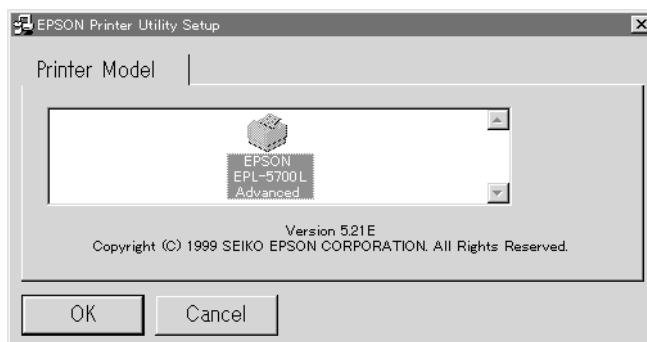 EPSON Printer Utility Setup
Printer Model
EPSON
EPL-5700L
Advanced
Version 5.21E
Copyright (C) 1999 SEIKO EPSON CORPORATION. All Rights Reserved.
OK
Cancel